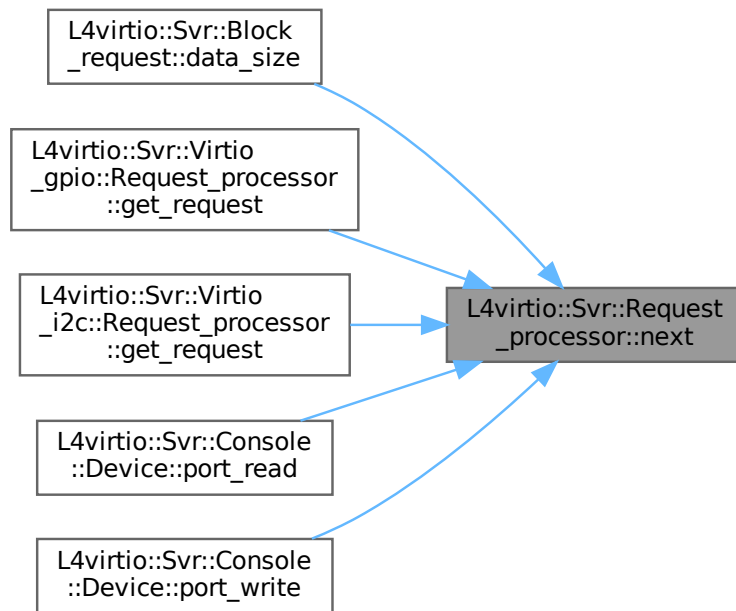 L4virtio::Svr::Block
_request::data_size
L4virtio::Svr::Virtio
_gpio::Request_processor
::get_request
L4virtio::Svr::Virtio
_i2c::Request_processor
::get_request
L4virtio::Svr::Request
_processor::next
L4virtio::Svr::Console
::Device::port_read
L4virtio::Svr::Console
::Device::port_write